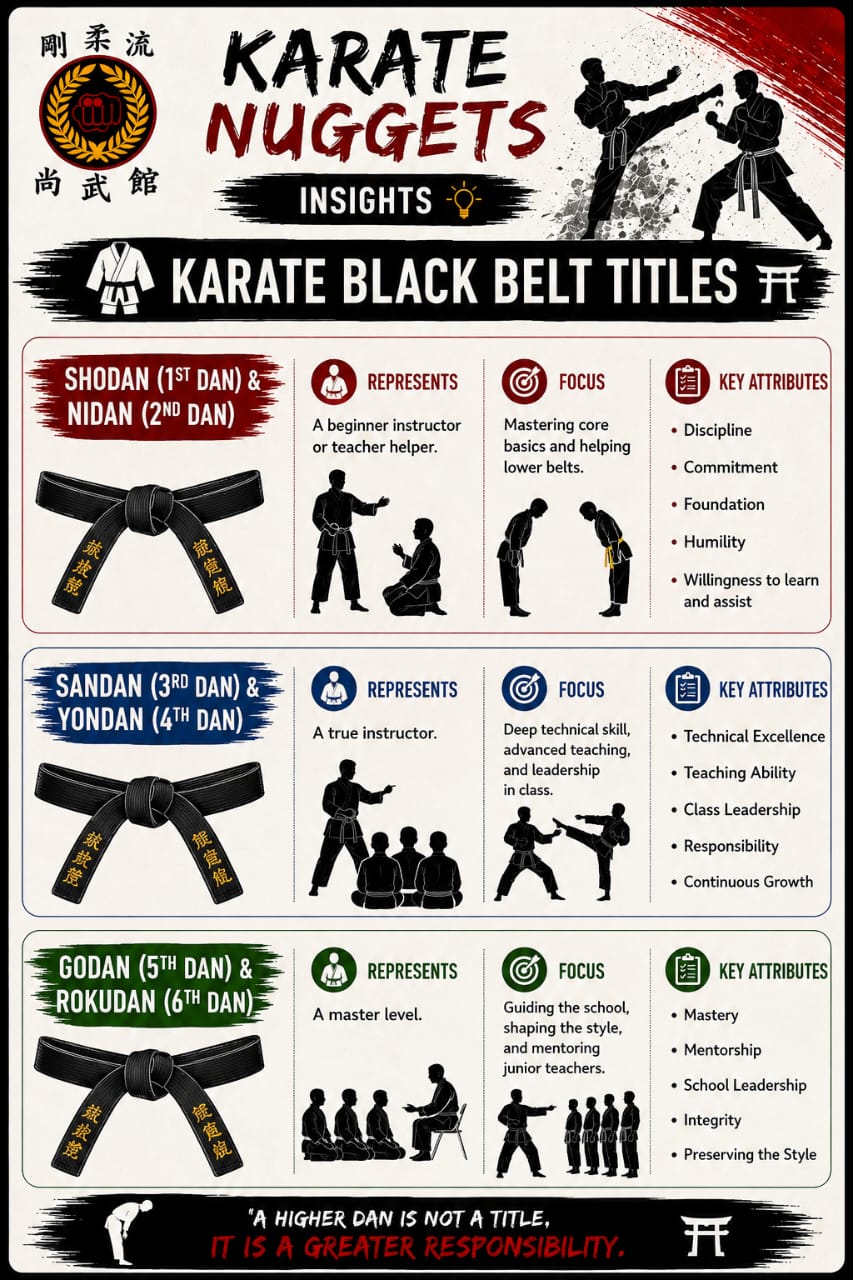 剛柔流
尚武館
KARATE
NUGGETS
INSIGHTS
KARATE BLACK BELT TITLES
SHODAN (1ST DAN) &
NIDAN (2ND DAN)
REPRESENTS
A beginner instructor
or teacher helper.
FOCUS
Mastering core
basics and helping
lower belts.
KEY ATTRIBUTES
• Discipline
• Commitment
• Foundation
• Humility
• Willingness to learn
and assist
SANDAN (3RD DAN) &
YONDAN (4TH DAN)
REPRESENTS
A true instructor.
FOCUS
Deep technical skill,
advanced teaching,
and leadership
in class.
KEY ATTRIBUTES
• Technical Excellence
• Teaching Ability
• Class Leadership
• Responsibility
• Continuous Growth
GODAN (5TH DAN) &
ROKUDAN (6TH DAN)
REPRESENTS
A master level.
FOCUS
Guiding the school,
shaping the style,
and mentoring
junior teachers.
KEY ATTRIBUTES
• Mastery
• Mentorship
• School Leadership
• Integrity
• Preserving the Style
"A HIGHER DAN IS NOT A TITLE,
IT IS A GREATER RESPONSIBILITY.